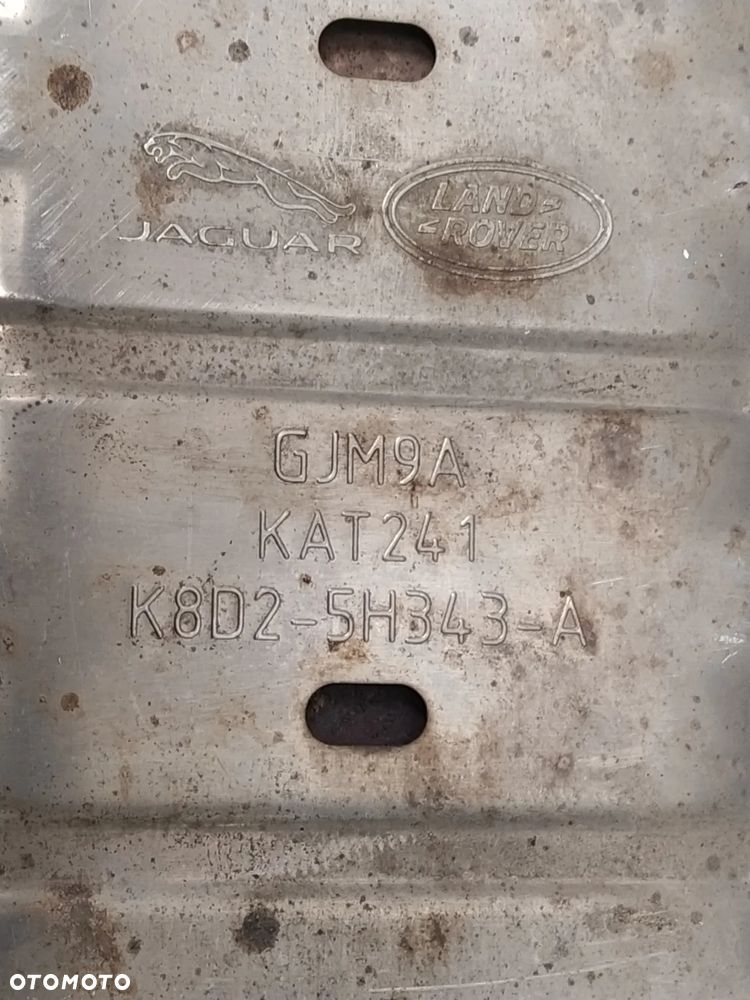 JAGUAR
LAND
ROVER
GJM9A
KAT241
K8D2-5H343-A
OTOMOTO